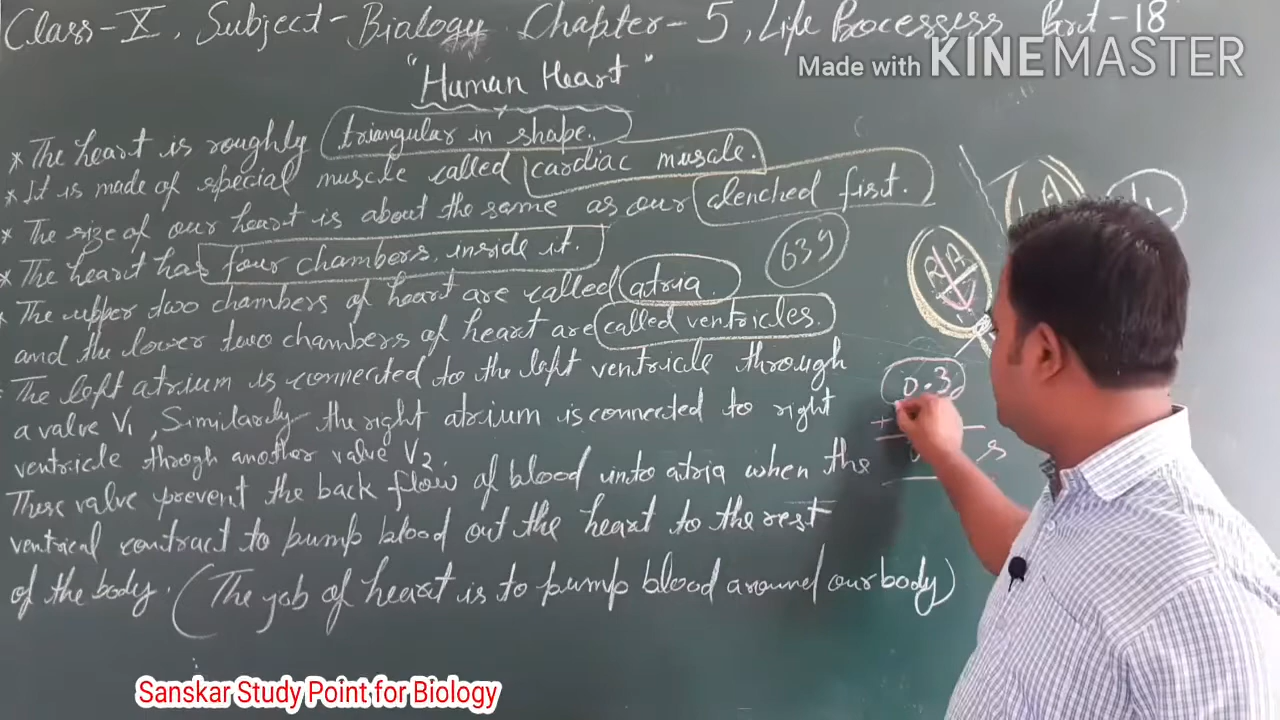 Class-X, Subject-Biology Chapter-5, Life Processess Part-18
Made with KINEMASTER
"Human Heart"
* The heart is roughly triangular in shape.
* It is made of special muscle called cardiac muscle.
* The size of our heart is about the same as our clenched first.
* The heart has four chambers, inside it.
The upper two chambers of heart are called atria.
and the lower two chambers of heart are called ventricles.
The left atrium is connected to the left ventricle through
a valve V1, Similarly the right atrium is connected to right
ventricle throgh another valve V2.
These valve prevent the back flow of blood into atria when the
ventrical contract to pump blood out the heart to the rest
of the body. (The job of heart is to pump blood around our body)
639
RA
LA
0.3
+
Sanskar Study Point for Biology